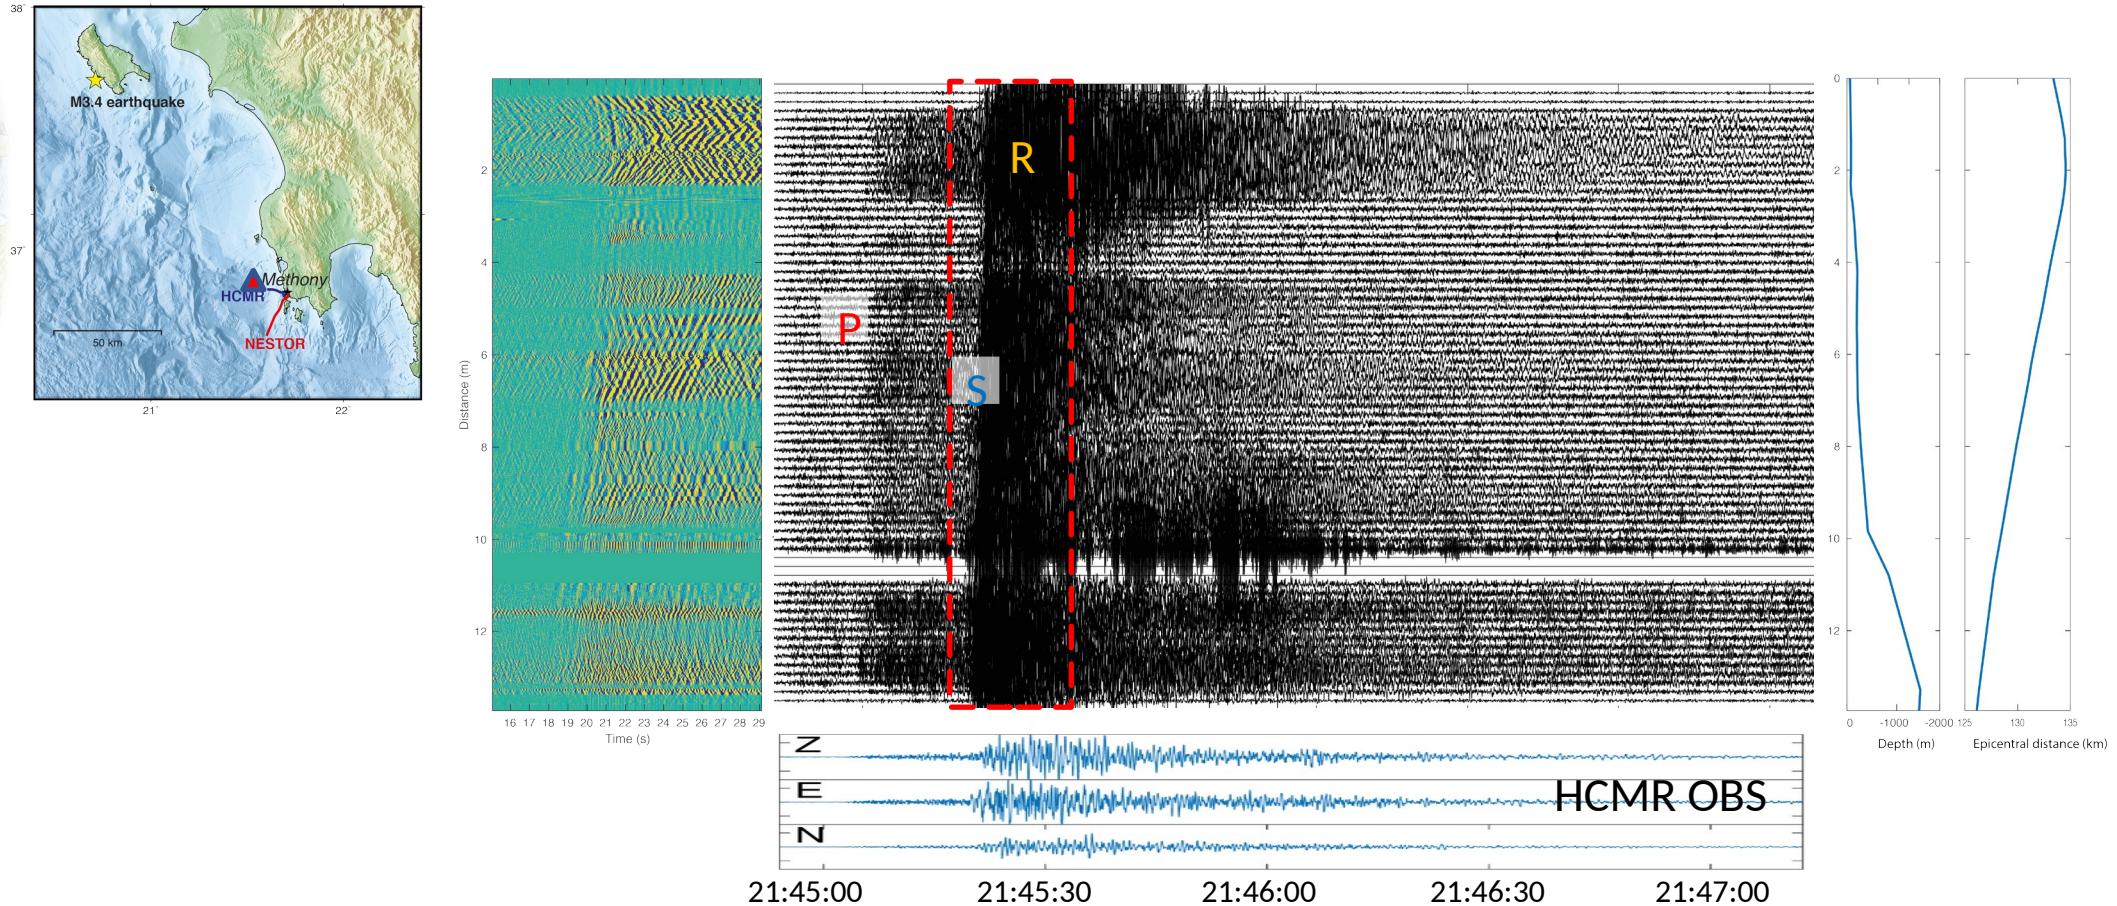 38°
M3.4 earthquake
37°
Methony
HCMR
50 km
NESTOR
21°
22°
Distance (m)
2
4
6
8
10
12
16 17 18 19 20 21 22 23 24 25 26 27 28 29
Time (s)
R
P
S
0
2
4
6
8
10
12
0 -1000 -2000
Depth (m)
125 130 135
Epicentral distance (km)
Z
E
N
HCMR OBS
21:45:00 21:45:30 21:46:00 21:46:30 21:47:00